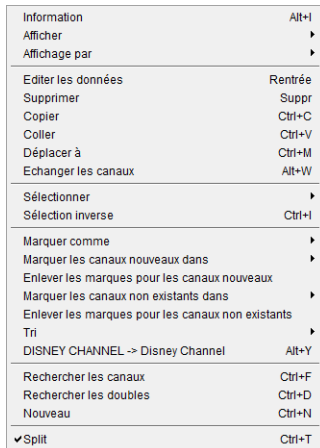 Information Alt+I
Afficher
Affichage par
Editer les données Rentrée
Supprimer Suppr
Copier Ctrl+C
Coller Ctrl+V
Déplacer à Ctrl+M
Echanger les canaux Alt+W
Sélectionner
Sélection inverse Ctrl+I
Marquer comme
Marquer les canaux nouveaux dans
Enlever les marques pour les canaux nouveaux
Marquer les canaux non existants dans
Enlever les marques pour les canaux non existants
Tri
DISNEY CHANNEL -> Disney Channel Alt+Y
Rechercher les canaux Ctrl+F
Rechercher les doubles Ctrl+D
Nouveau Ctrl+N
Split Ctrl+T